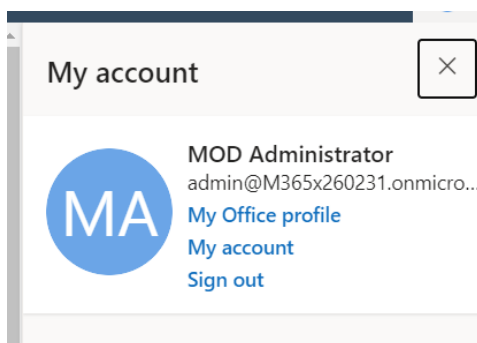 My account
MA
MOD Administrator
admin@M365x260231.onmicro...
My Office profile
My account
Sign out